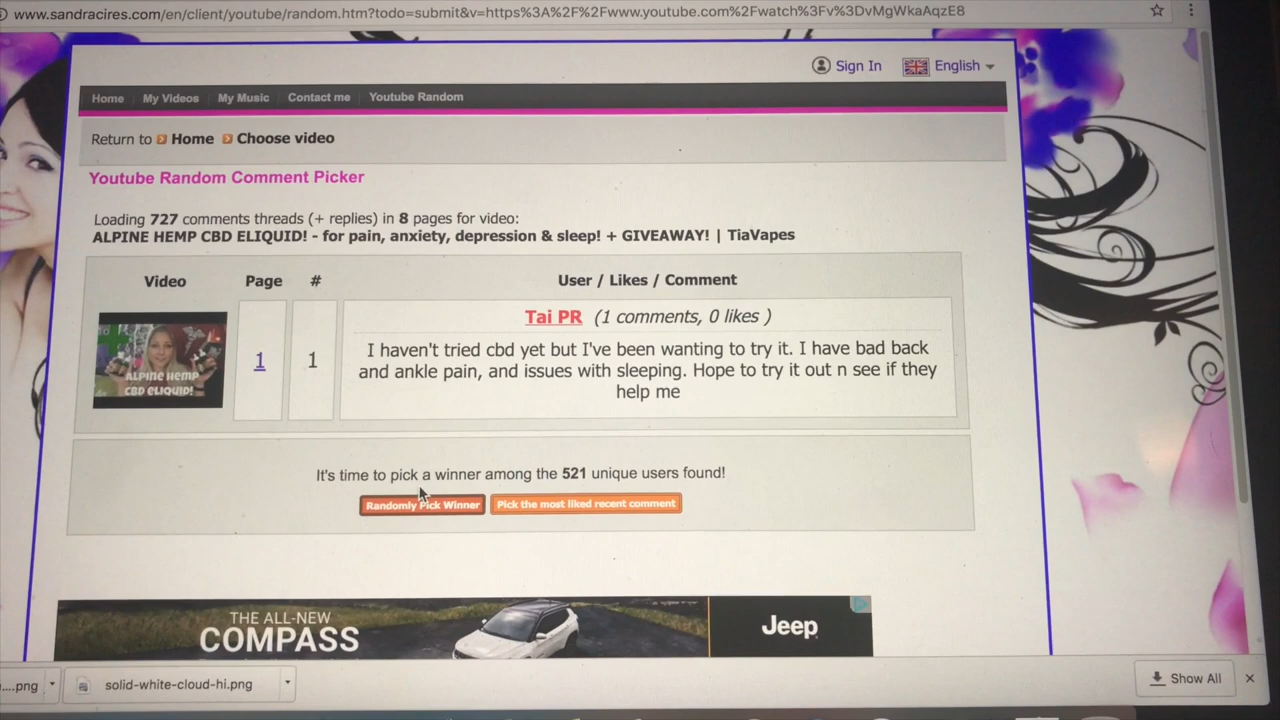 www.sandracires.com/en/client/youtube/random.htm?todo=submit&v=https%3A%2F%2Fwww.youtube.com%2Fwatch%3Fv%3DvMgWkaAqzE8
Sign In English
Home My Videos My Music Contact me Youtube Random
Return to Home Choose video
Youtube Random Comment Picker
Loading 727 comments threads (+ replies) in 8 pages for video:
ALPINE HEMP CBD ELIQUID! - for pain, anxiety, depression & sleep! + GIVEAWAY! | TiaVapes
Video Page # User / Likes / Comment
Tai PR (1 comments, 0 likes )
ALPINE HEMP
CBD ELIQUID!
1 1
I haven't tried cbd yet but I've been wanting to try it. I have bad back
and ankle pain, and issues with sleeping. Hope to try it out n see if they
help me
It's time to pick a winner among the 521 unique users found!
Randomly Pick Winner Pick the most liked recent comment
THE ALL-NEW
COMPASS
Jeep
....png solid-white-cloud-hi.png Show All